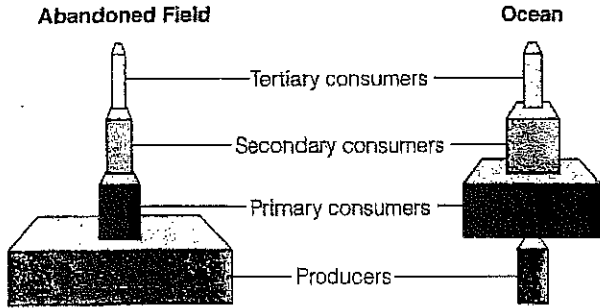 Abandoned Field
Ocean
Tertiary consumers
Secondary consumers
Primary consumers
Producers